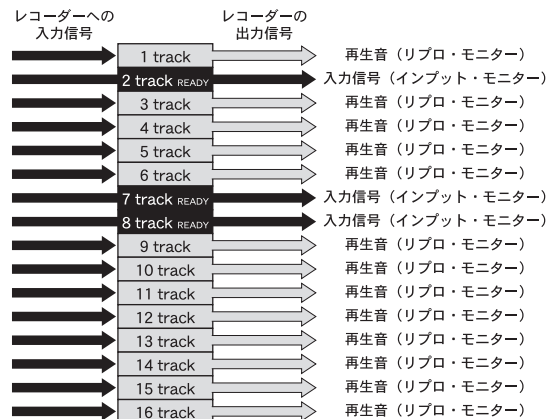 レコーダーへの
入力信号
レコーダーの
出力信号
1 track 再生音（リプロ・モニター）
2 track READY 入力信号（インプット・モニター）
3 track 再生音（リプロ・モニター）
4 track 再生音（リプロ・モニター）
5 track 再生音（リプロ・モニター）
6 track 再生音（リプロ・モニター）
7 track READY 入力信号（インプット・モニター）
8 track READY 入力信号（インプット・モニター）
9 track 再生音（リプロ・モニター）
10 track 再生音（リプロ・モニター）
11 track 再生音（リプロ・モニター）
12 track 再生音（リプロ・モニター）
13 track 再生音（リプロ・モニター）
14 track 再生音（リプロ・モニター）
15 track 再生音（リプロ・モニター）
16 track 再生音（リプロ・モニター）